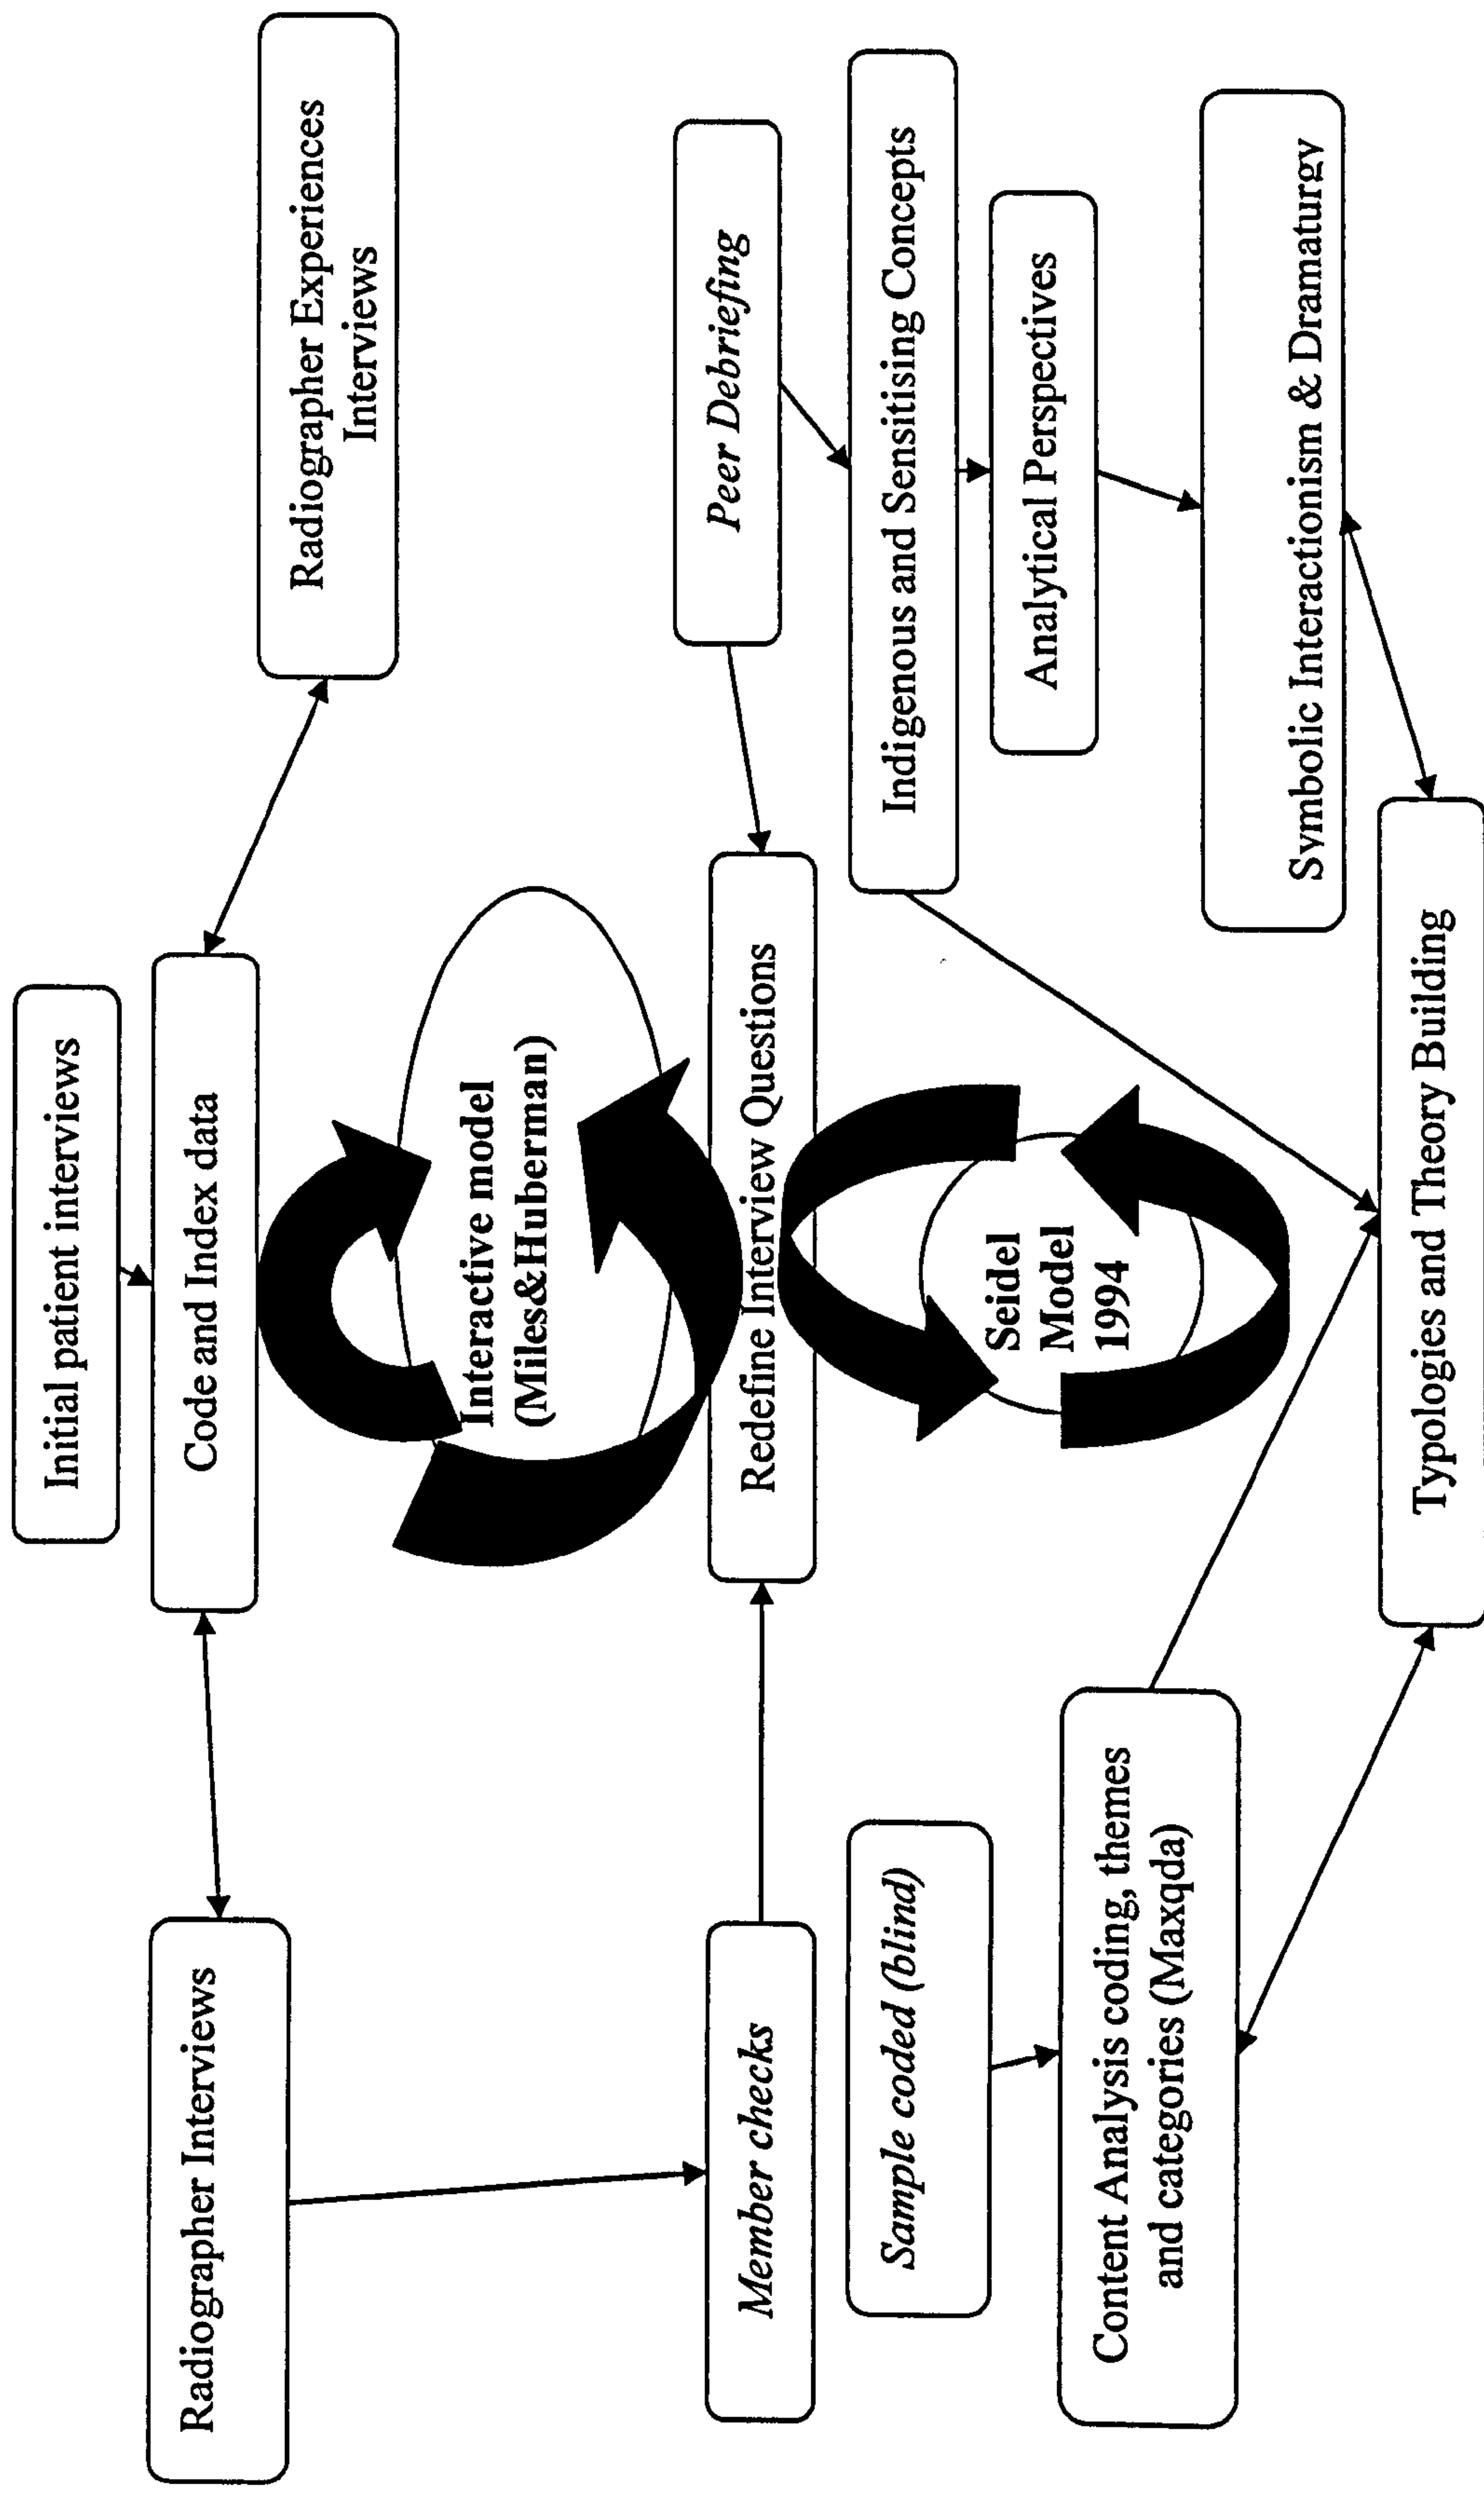 Initial patient interviews
Radiographer Interviews
Code and Index data
Radiographer Experiences
Interviews
Interactive model
(Miles&Huberman)
Member checks
Redefine Interview Questions
Peer Debriefing
Sample coded (blind)
Indigenous and Sensitising Concepts
Seidel
Model
1994
Analytical Perspectives
Content Analysis coding, themes
and categories (Maxqda)
Symbolic Interactionism & Dramaturgy
Typologies and Theory Building